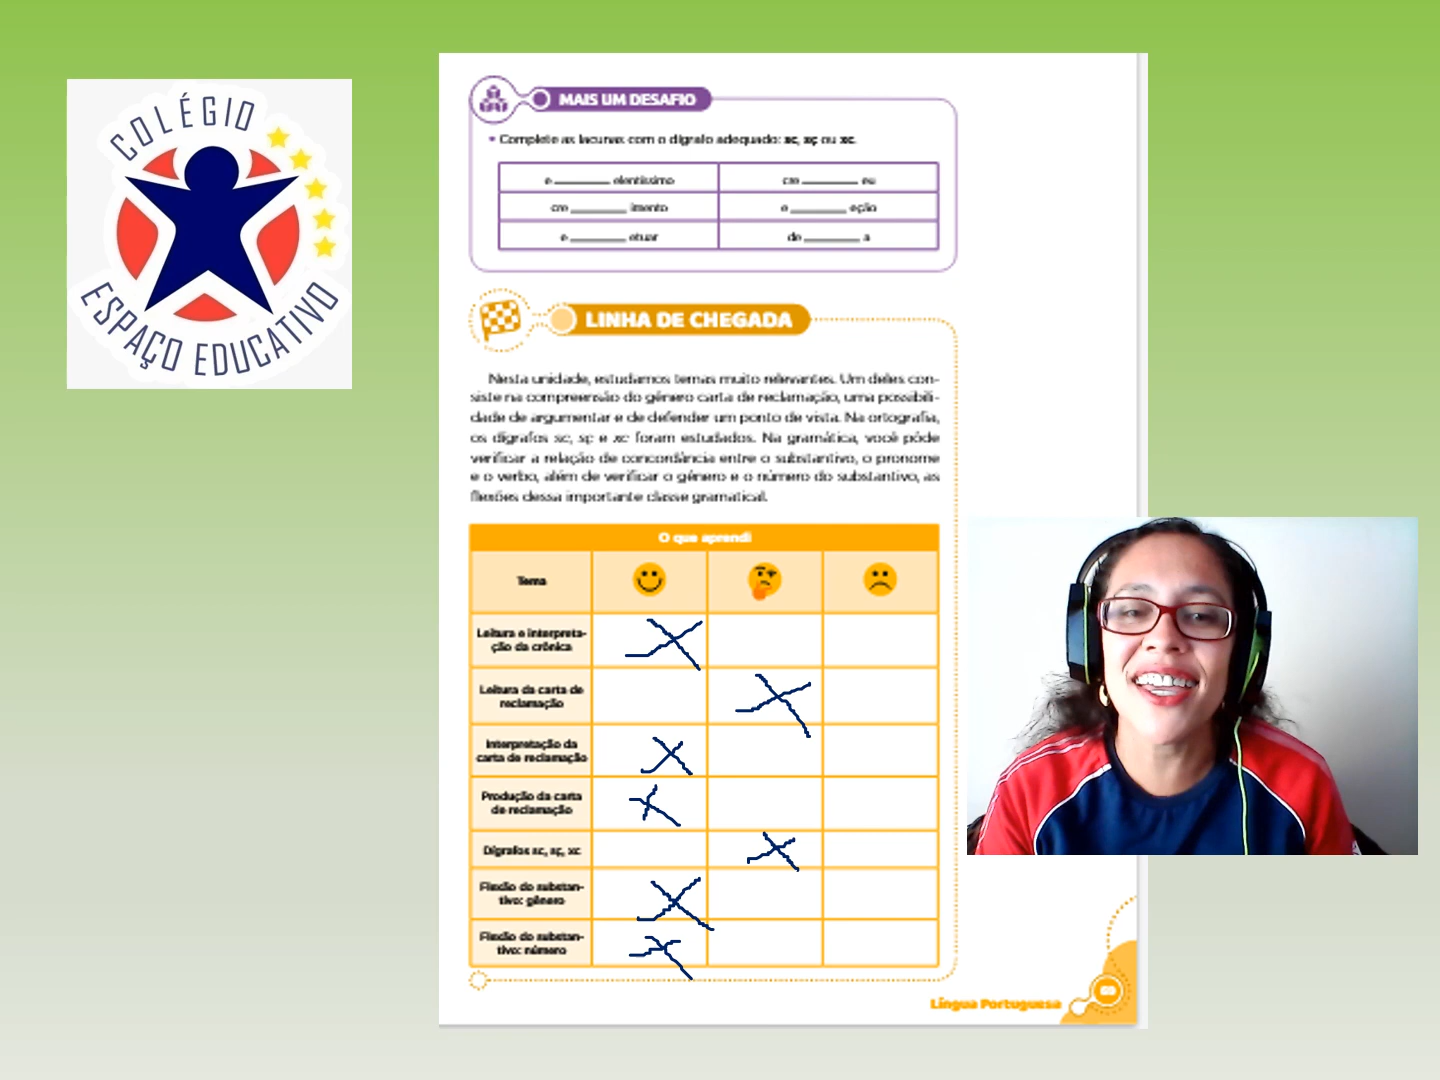 COLÉGIO
ESPAÇO EDUCATIVO
MAIS UM DESAFIO
• Complete as lacunas com o dígrafo adequado: sc, sç ou xc.
e ________ elentíssimo
cre ________ eu
cre ________ imento
e ________ eção
e ________ etuar
de ________ a
LINHA DE CHEGADA
Nesta unidade, estudamos temas muito relevantes. Um deles con-
siste na compreensão do gênero carta de reclamação, uma possibili-
dade de argumentar e de defender um ponto de vista. Na ortografia,
os dígrafos sc, sç e xc foram estudados. Na gramática, você pôde
verificar a relação de concordância entre o substantivo, o pronome
e o verbo, além de verificar o gênero e o número do substantivo, as
flexões dessa importante classe gramatical.
O que aprendi
Tema
Leitura e interpreta-
ção da crônica
Leitura da carta de
reclamação
Interpretação da
carta de reclamação
Produção da carta
de reclamação
Dígrafos sc, sç, xc
Flexão do substan-
tivo: gênero
Flexão do substan-
tivo: número
Língua Portuguesa